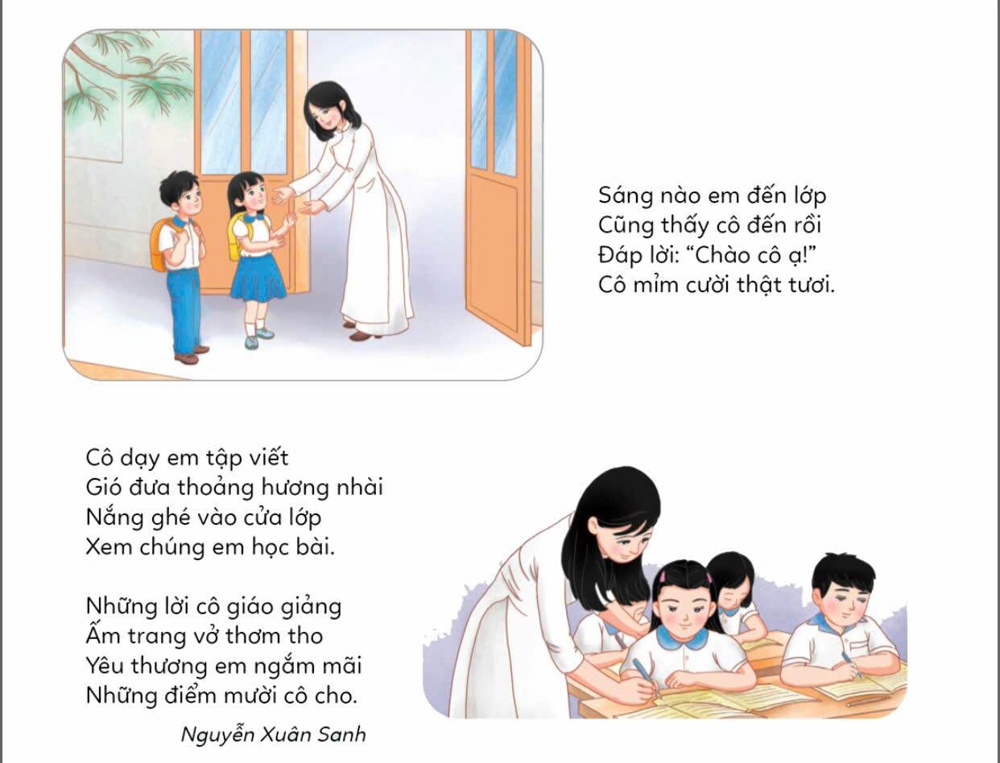 Sáng nào em đến lớp
Cũng thấy cô đến rồi
Đáp lời: “Chào cô ạ!”
Cô mỉm cười thật tươi.
Cô dạy em tập viết
Gió đưa thoảng hương nhài
Nắng ghé vào cửa lớp
Xem chúng em học bài.
Những lời cô giáo giảng
Ấm trang vở thơm tho
Yêu thương em ngắm mãi
Những điểm mười cô cho.
Nguyễn Xuân Sanh